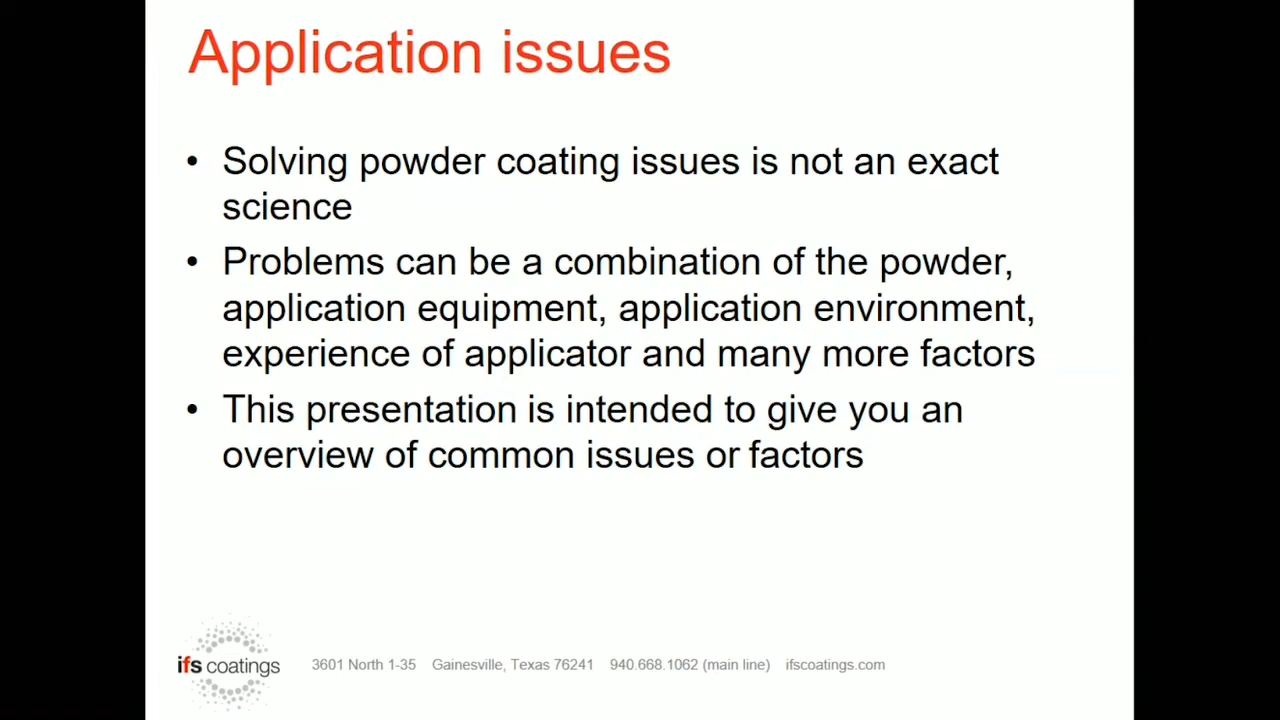 Application issues
• Solving powder coating issues is not an exact
science
• Problems can be a combination of the powder,
application equipment, application environment,
experience of applicator and many more factors
• This presentation is intended to give you an
overview of common issues or factors
ifs coatings 3601 North 1-35 Gainesville, Texas 76241 940.668.1062 (main line) ifscoatings.com